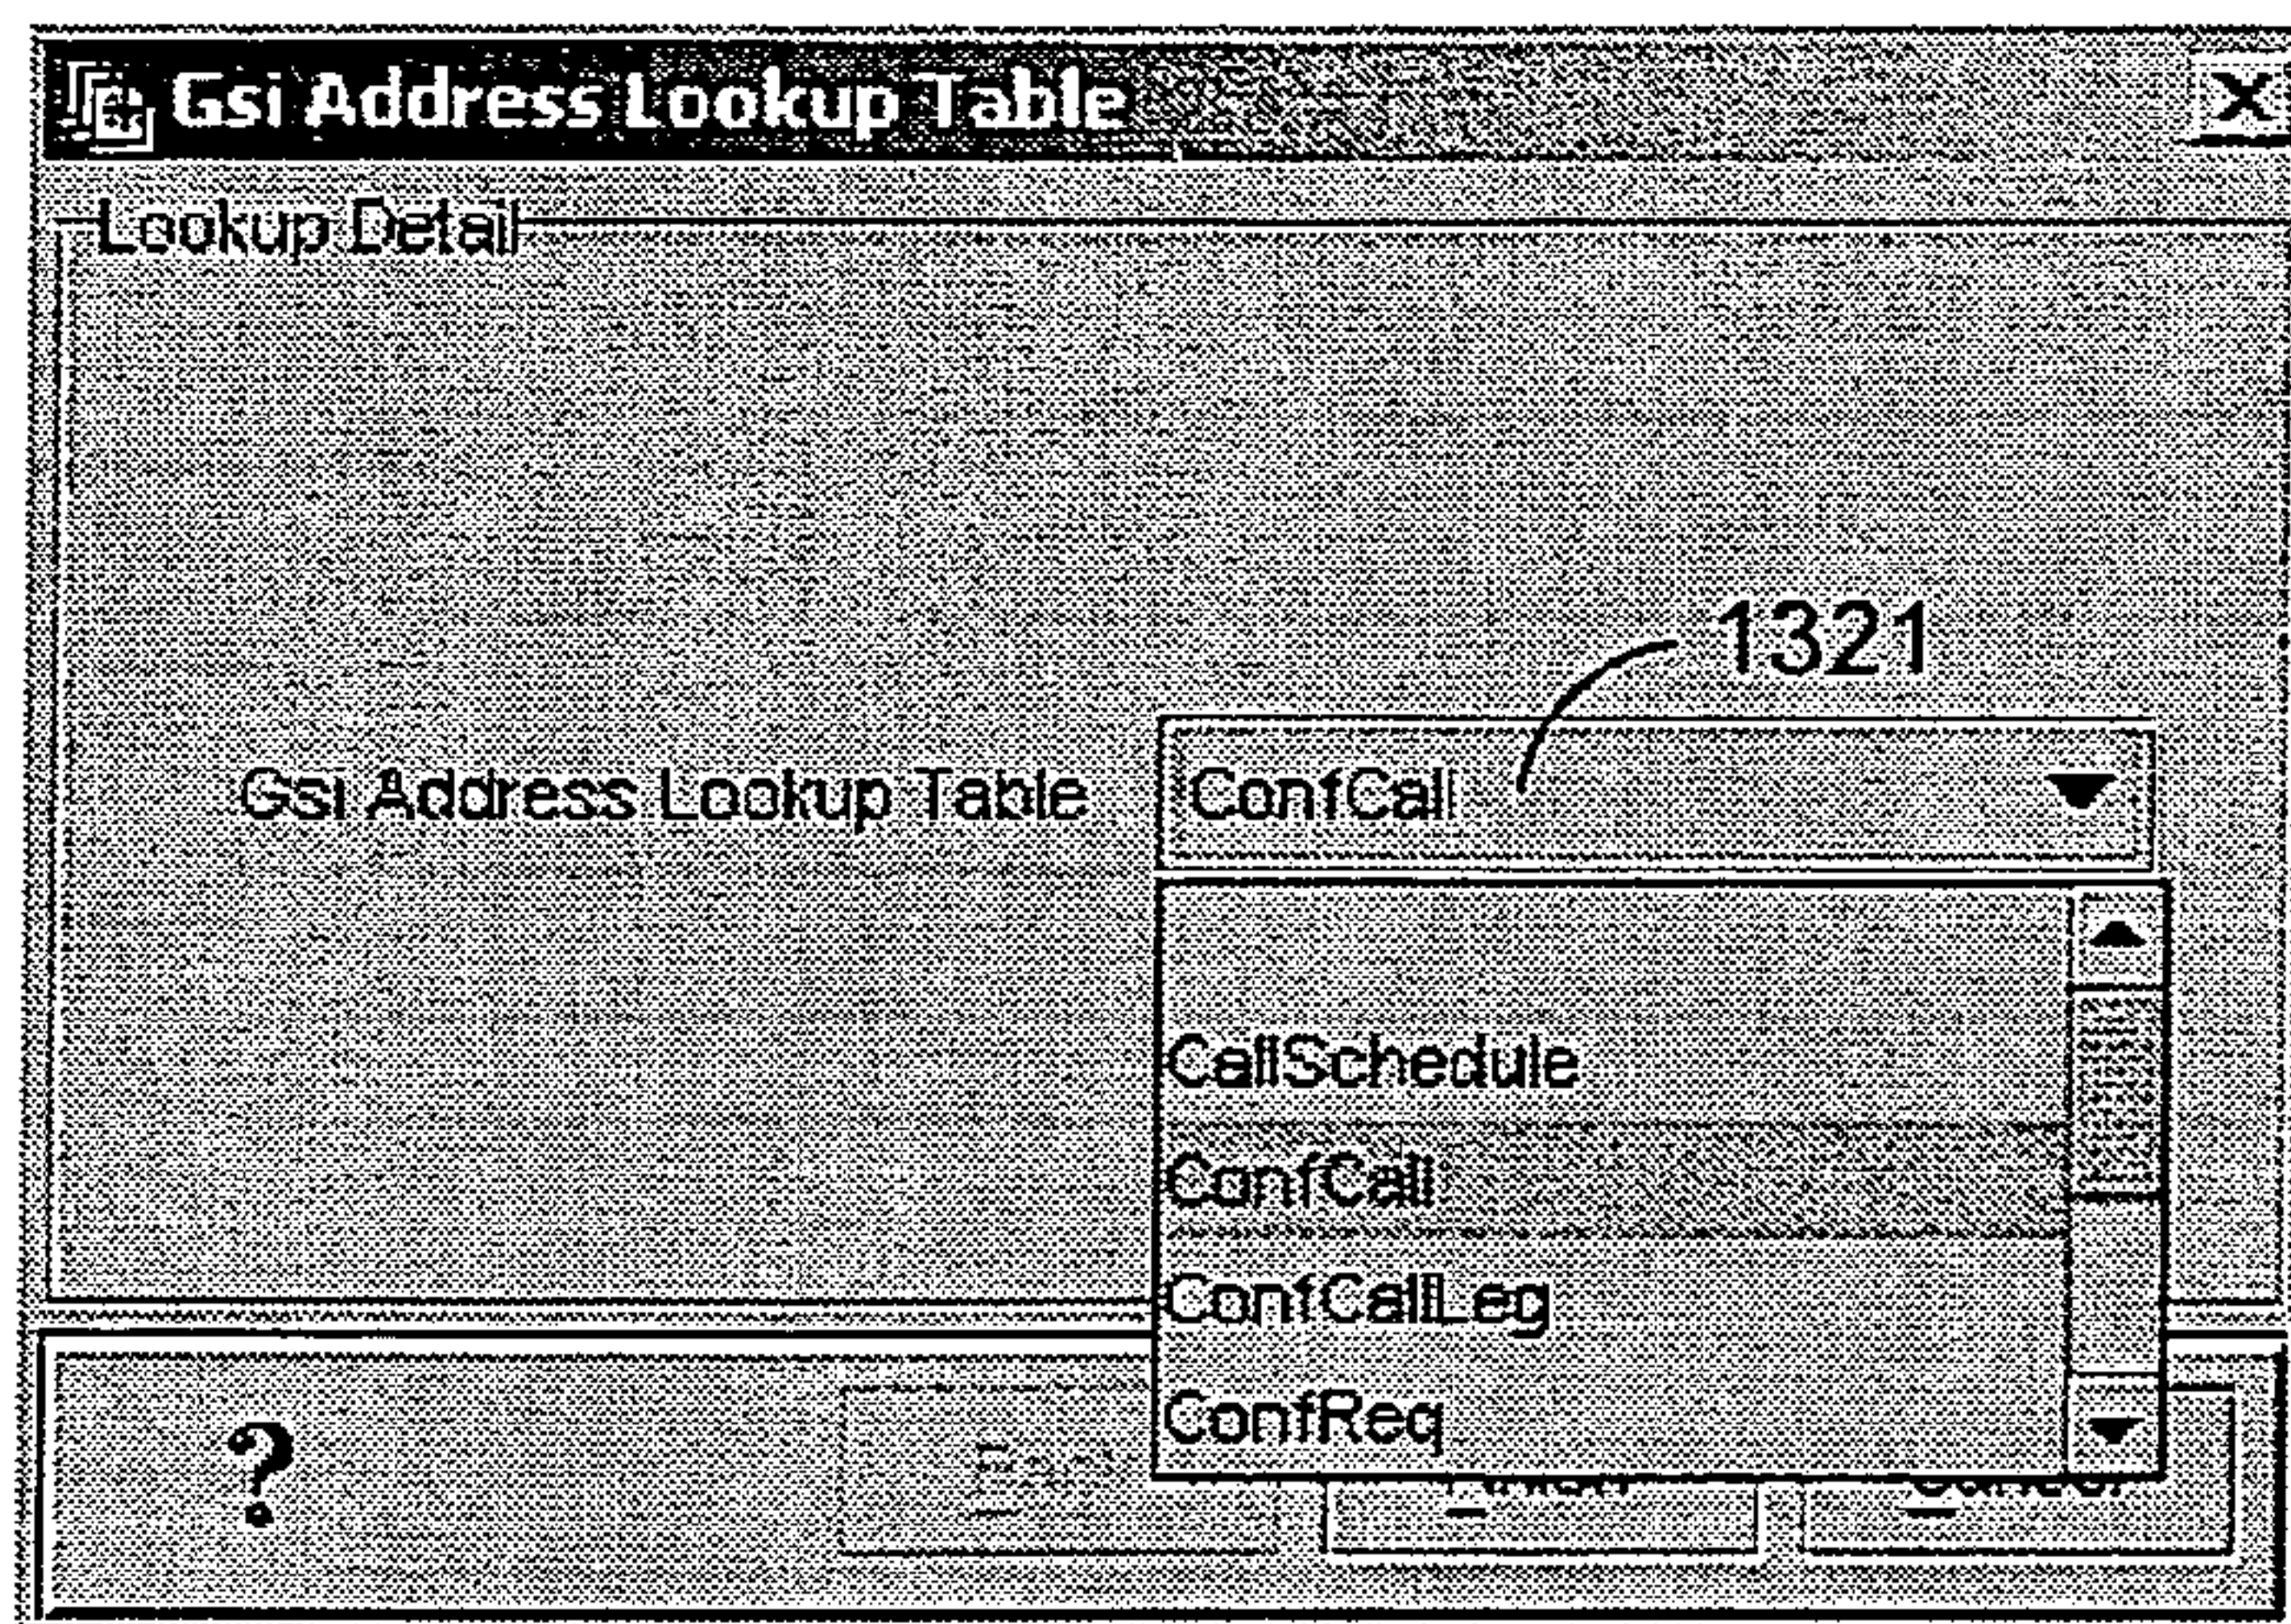 Gsi Address Lookup Table
Lookup Detail
1321
Gsi Address Lookup Table
ConfCall
CallSchedule
ConfCall
ConfCallLeg
ConfReq
?